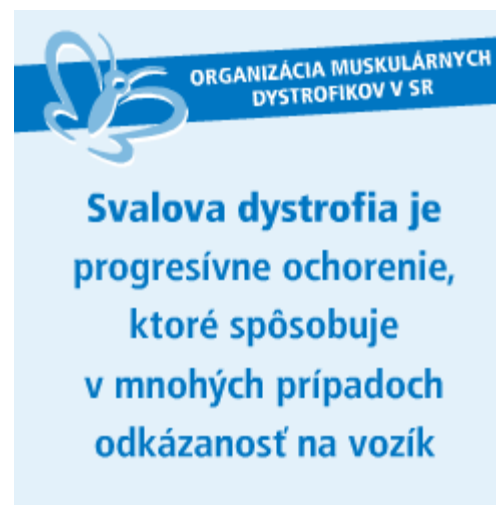 ORGANIZÁCIA MUSKULÁRNYCH
DYSTROFIKOV V SR
Svalova dystrofia je
progresívne ochorenie,
ktoré spôsobuje
v mnohých prípadoch
odkázanosť na vozík